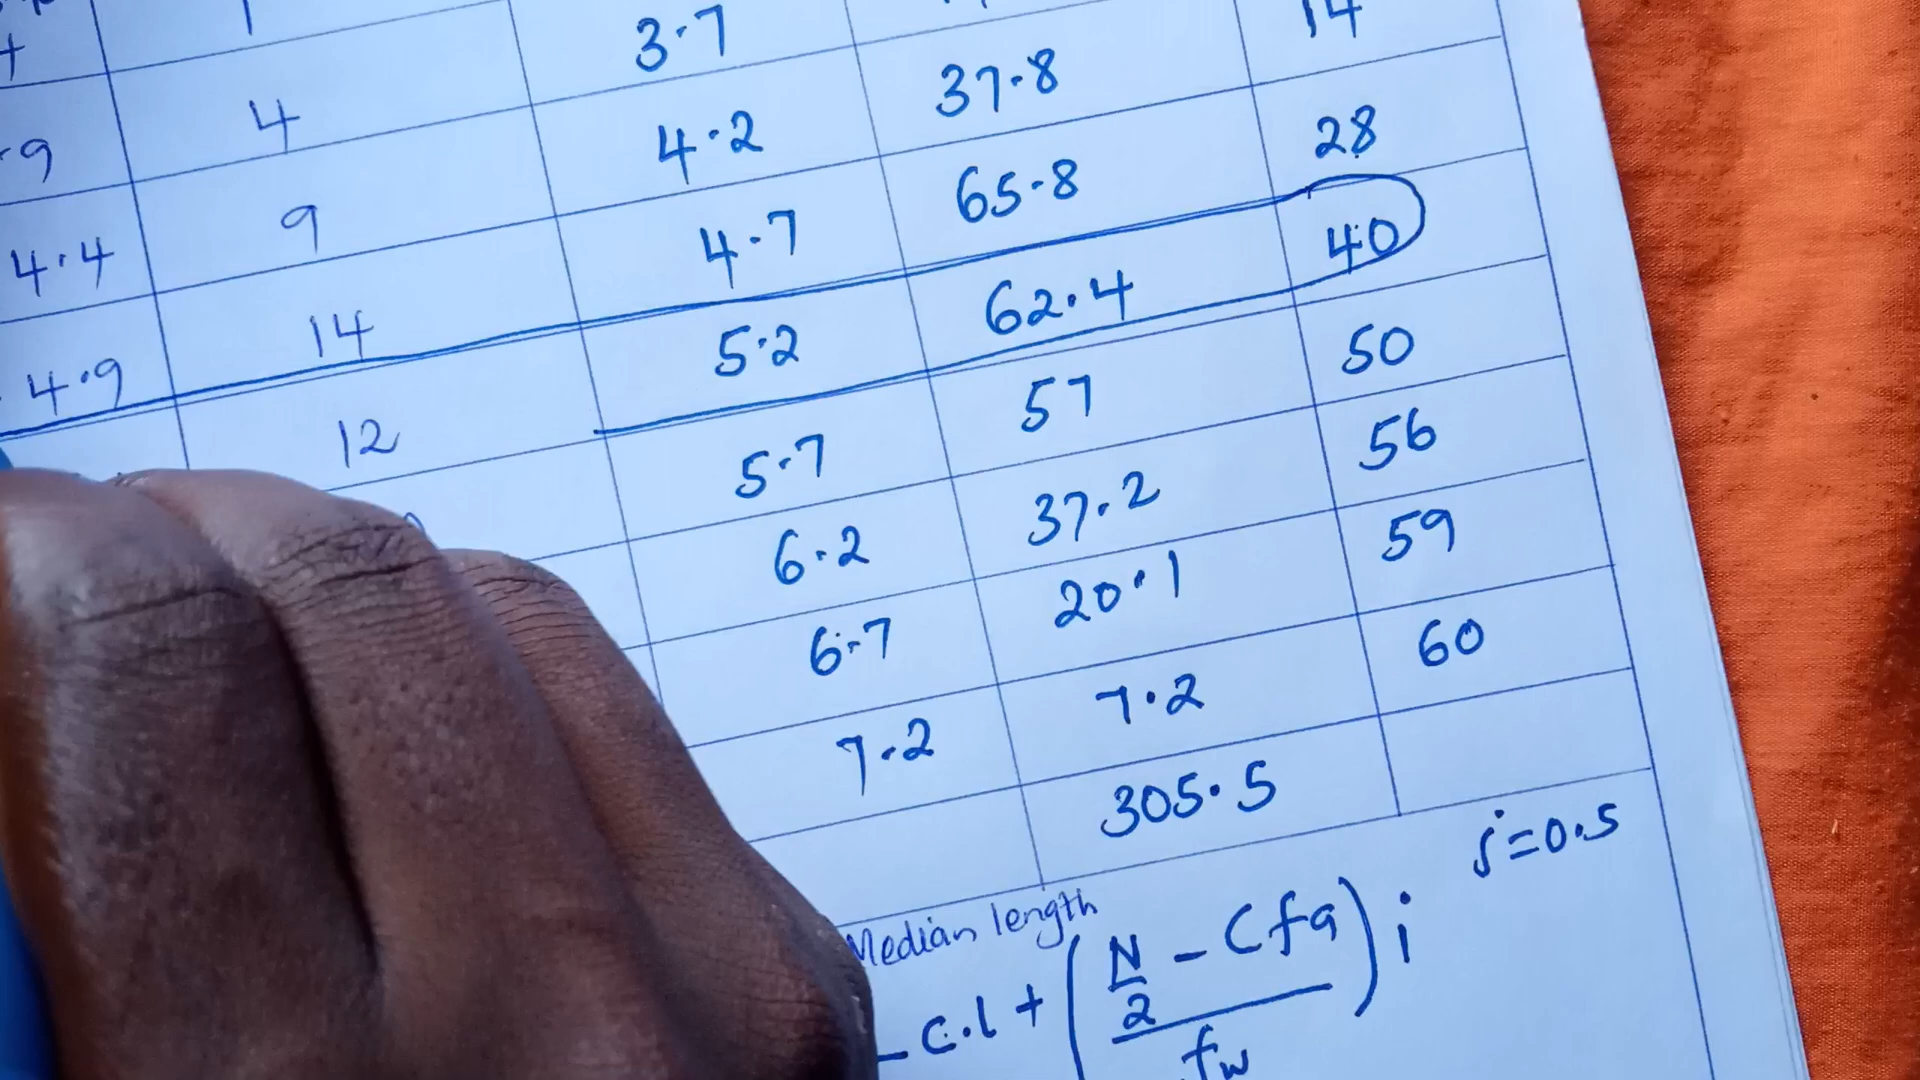 3.7 14
4 4.2 37.8 28
.9 9 4.7 65.8 40
4.4 14 5.2 62.4 50
4.9 12 5.7 57 56
6.2 37.2 59
6.7 20.1 60
7.2 7.2
305.5
i=0.5
Median length
C.l + (N/2 - Cfa) i
fw